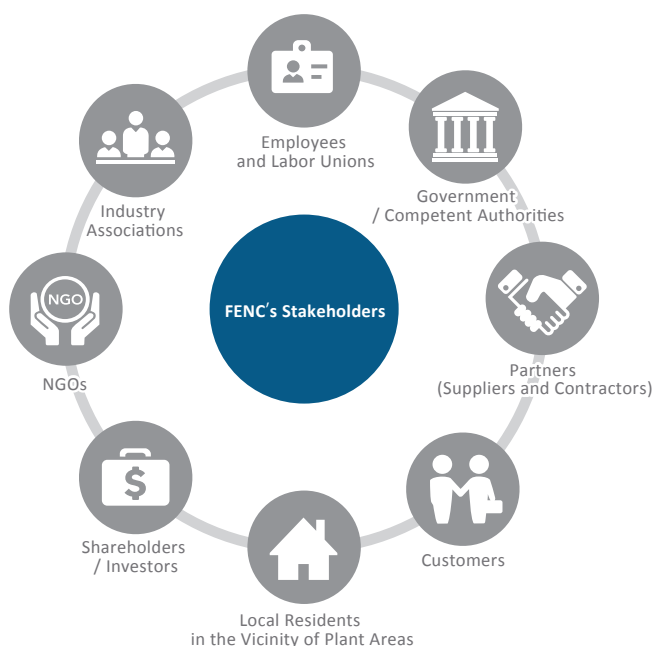 Employees
and Labor Unions
Government
/ Competent Authorities
Partners
(Suppliers and Contractors)
Customers
Local Residents
in the Vicinity of Plant Areas
Shareholders
/ Investors
$
NGO
NGOs
Industry
Associations
FENC's Stakeholders